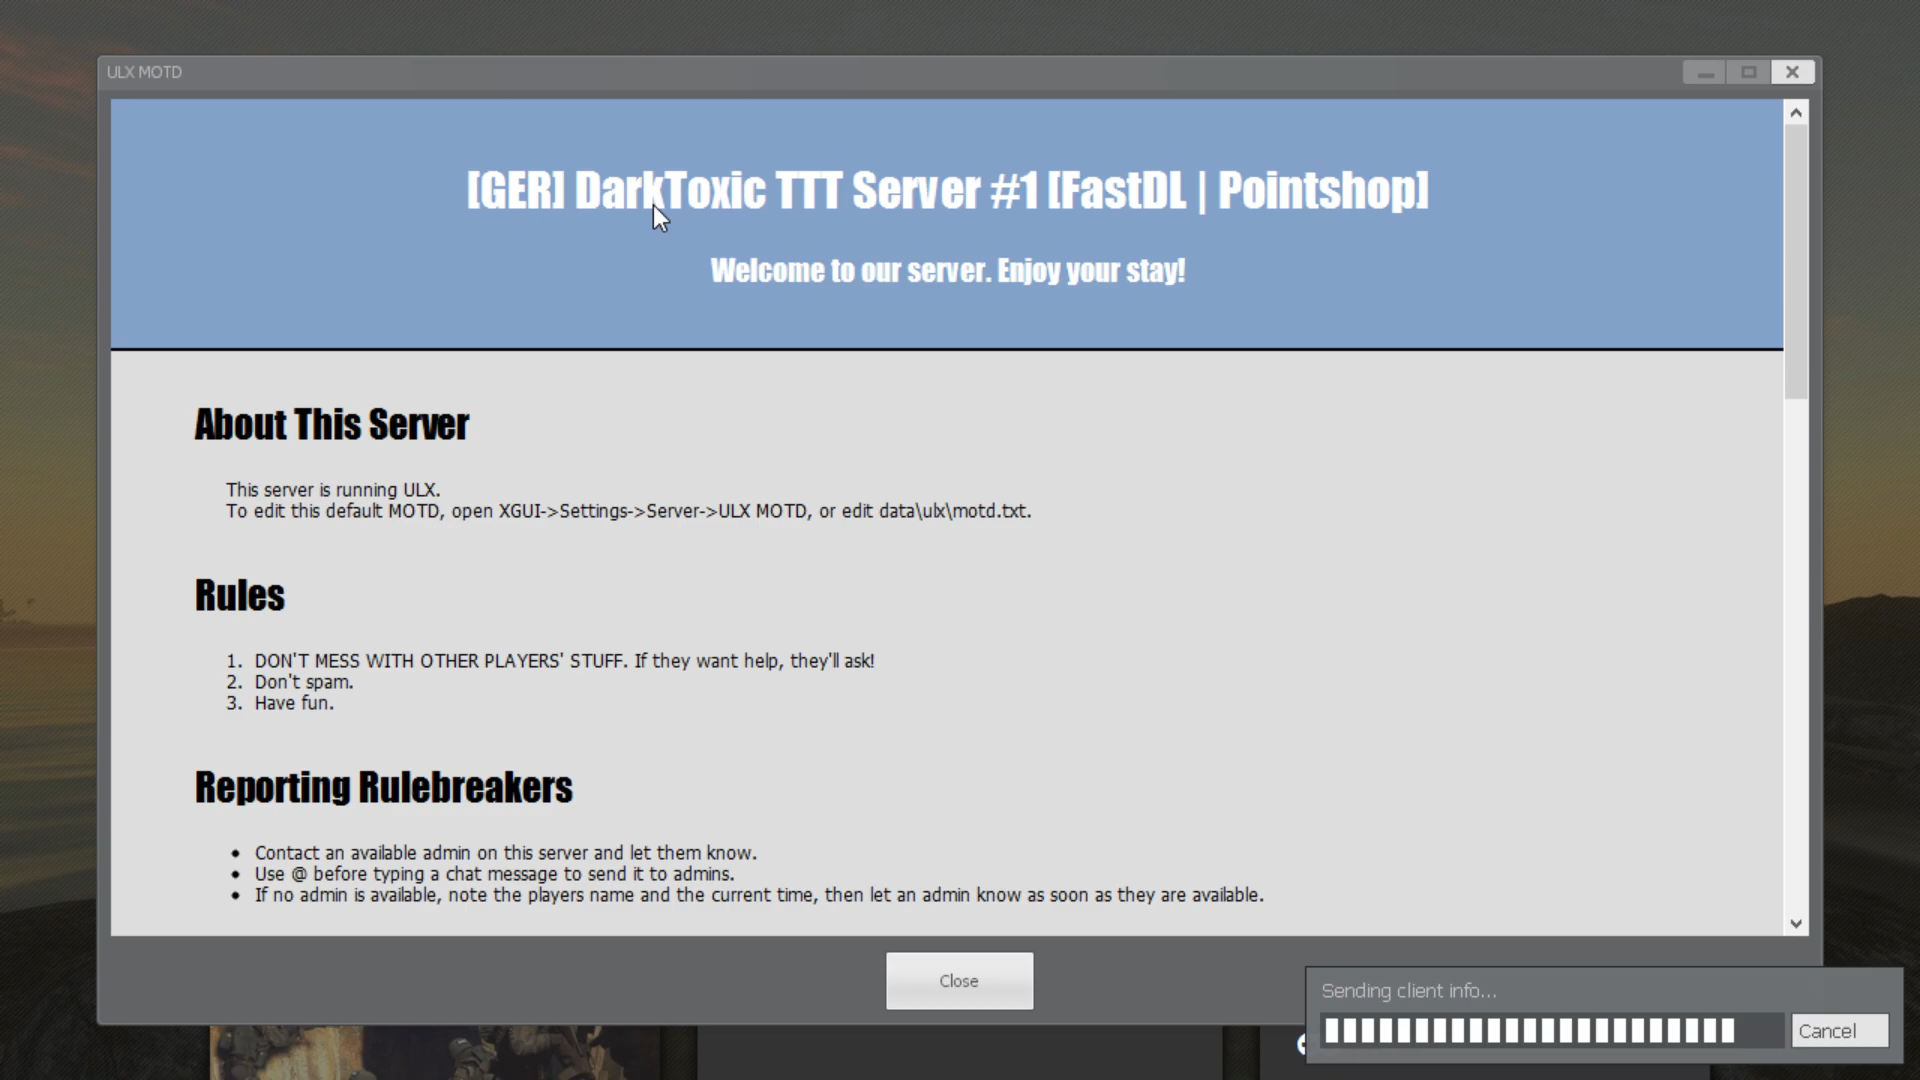 ULX MOTD
[GER] DarkToxic TTT Server #1 [FastDL | Pointshop]
Welcome to our server. Enjoy your stay!
About This Server
This server is running ULX.
To edit this default MOTD, open XGUI->Settings->Server->ULX MOTD, or edit data\ulx\motd.txt.
Rules
1. DON'T MESS WITH OTHER PLAYERS' STUFF. If they want help, they'll ask!
2. Don't spam.
3. Have fun.
Reporting Rulebreakers
• Contact an available admin on this server and let them know.
• Use @ before typing a chat message to send it to admins.
• If no admin is available, note the players name and the current time, then let an admin know as soon as they are available.
Close
Sending client info...
Cancel